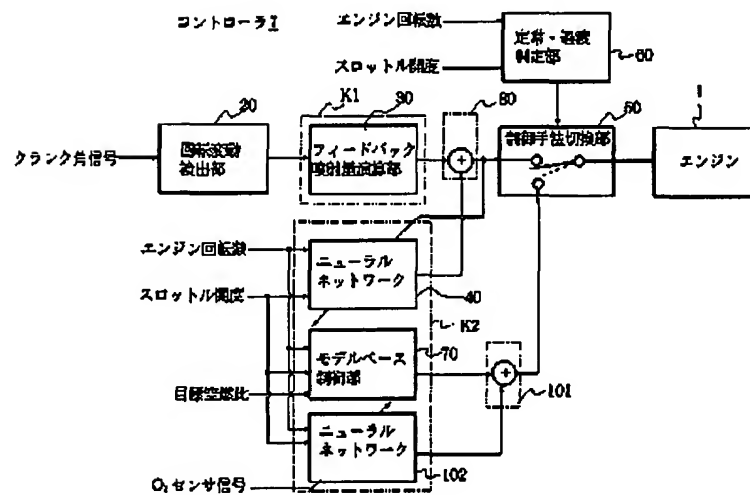 コントローラ I
エンジン回転数
スロットル開度
定常・過渡
判定部
60
I
20
K1
30
80
50
クランク角信号
回転変動
検出部
フィードバック
噴射量演算部
制御手法切換部
エンジン
エンジン回転数
スロットル開度
ニューラル
ネットワーク
40
K2
モデルベース
制御部
70
目標空燃比
101
ニューラル
ネットワーク
102
O₂センサ信号